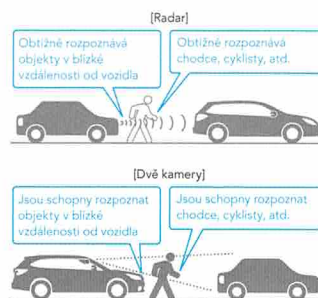 [Radar]
Obtížně rozpoznává
objekty v blízké
vzdálenosti od vozidla
Obtížně rozpoznává
chodce, cyklisty, atd.
[Dvě kamery]
Jsou schopny rozpoznat
objekty v blízké
vzdálenosti od vozidla
Jsou schopny rozpoznat
chodce, cyklisty, atd.